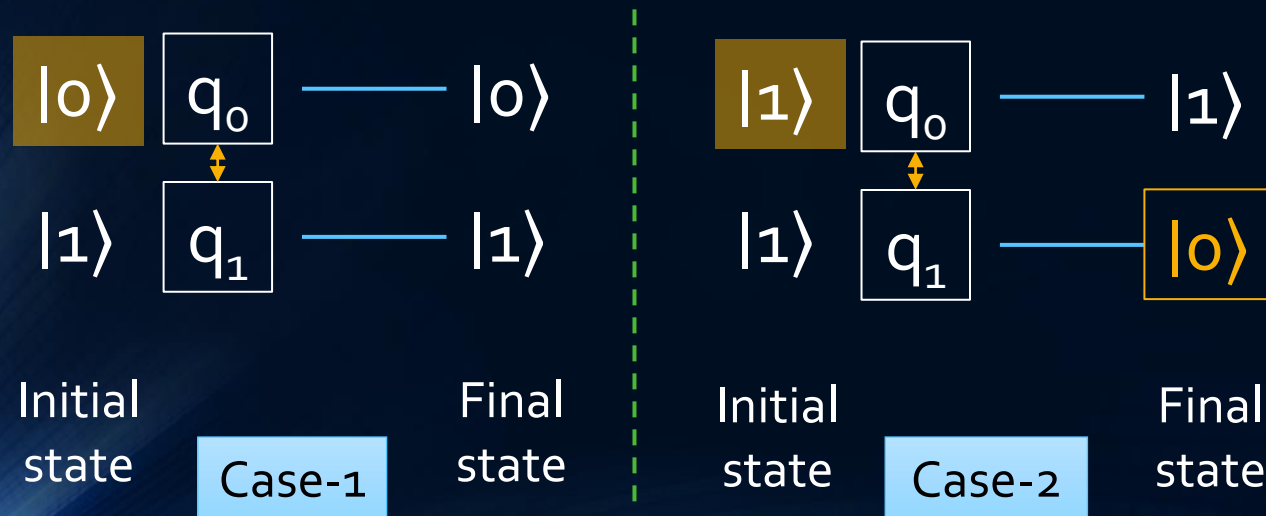 |0⟩ q₀ |0⟩
|1⟩ q₁ |1⟩
Initial state
Final state
Case-1
|1⟩ q₀ |1⟩
|1⟩ q₁ |0⟩
Initial state
Final state
Case-2